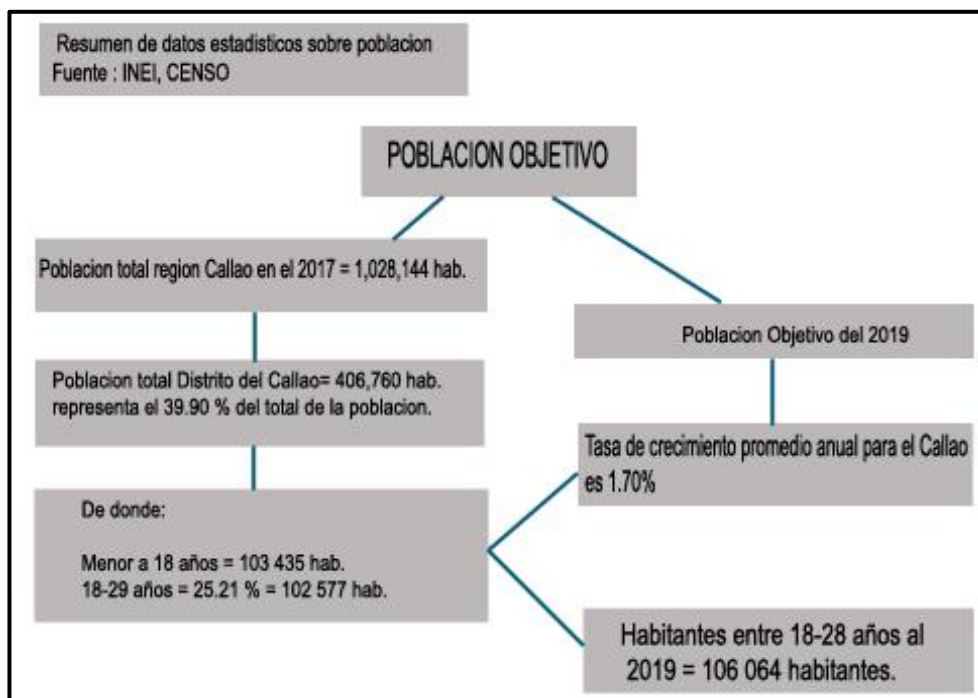 Resumen de datos estadisticos sobre poblacion
Fuente : INEI, CENSO
POBLACION OBJETIVO
Poblacion total region Callao en el 2017 = 1,028,144 hab.
Poblacion total Distrito del Callao= 406,760 hab.
representa el 39.90 % del total de la poblacion.
De donde:
Menor a 18 años = 103 435 hab.
18-29 años = 25.21 % = 102 577 hab.
Poblacion Objetivo del 2019
Tasa de crecimiento promedio anual para el Callao
es 1.70%
Habitantes entre 18-28 años al
2019 = 106 064 habitantes.